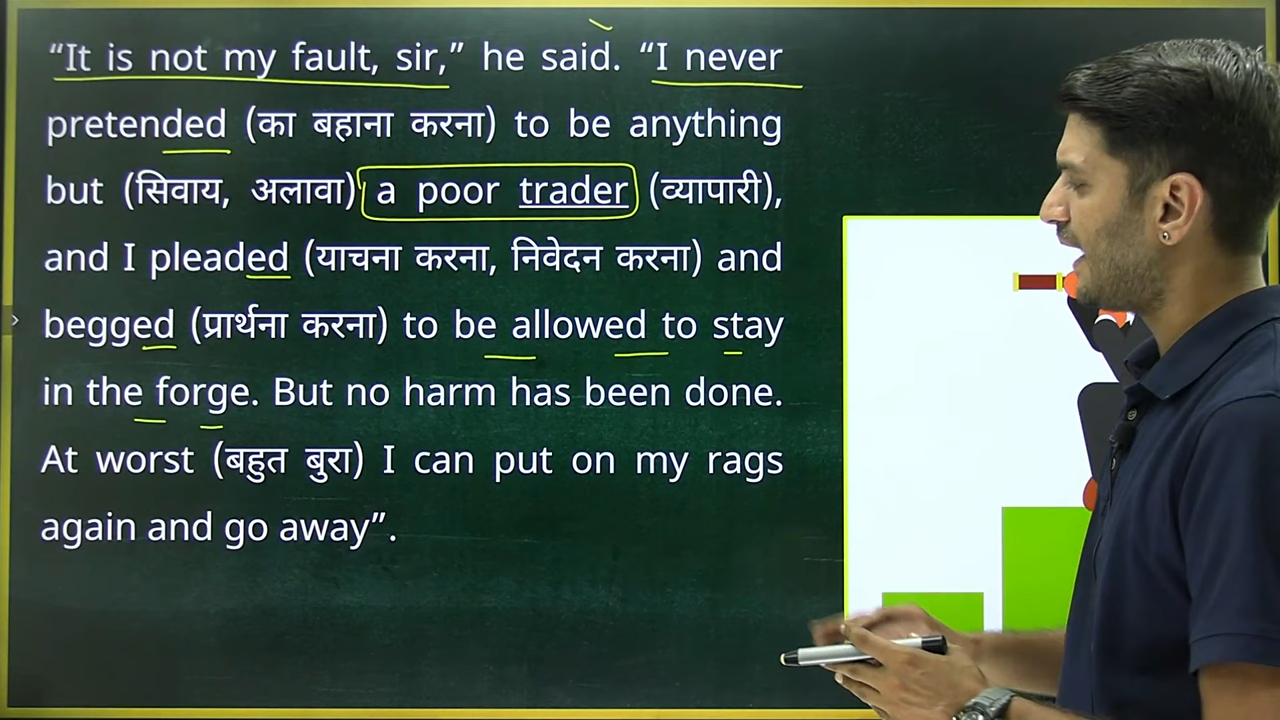 “It is not my fault, sir,” he said. “I never
pretended (का बहाना करना) to be anything
but (सिवाय, अलावा) a poor trader (व्यापारी),
and I pleaded (याचना करना, निवेदन करना) and
begged (प्रार्थना करना) to be allowed to stay
in the forge. But no harm has been done.
At worst (बहुत बुरा) I can put on my rags
again and go away”.